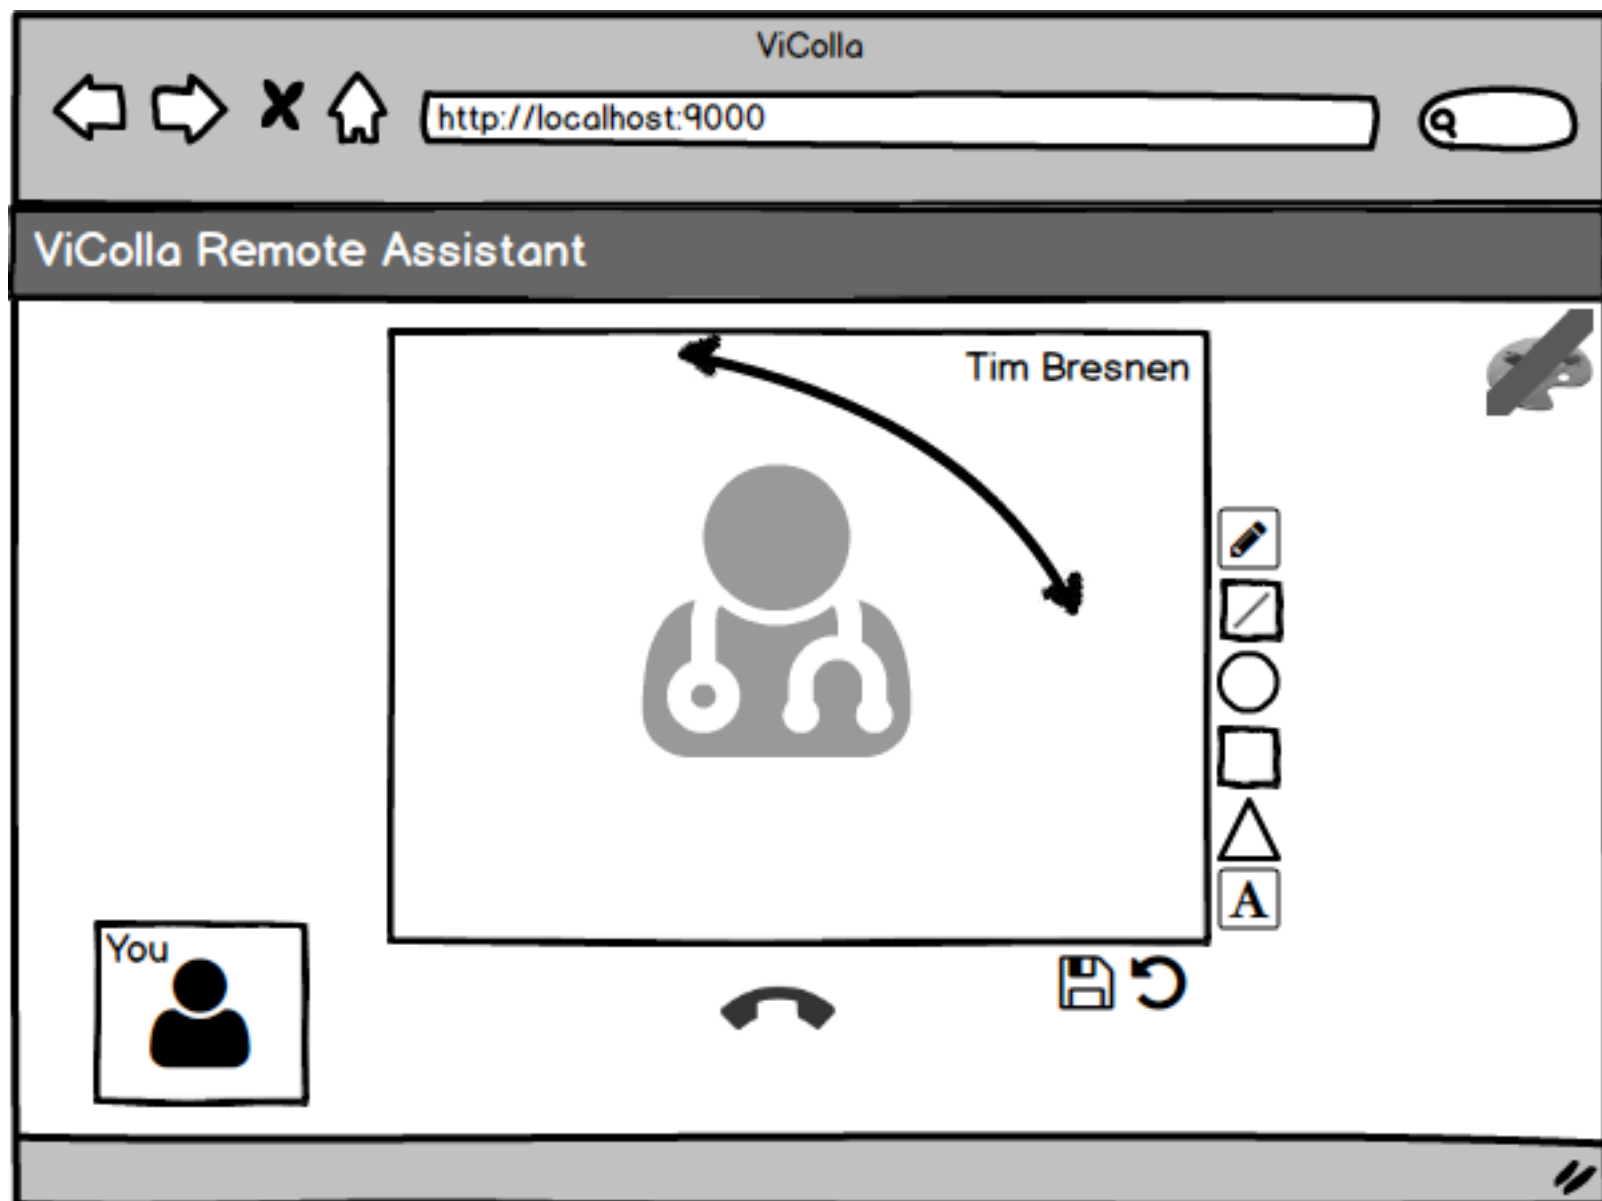 ViColla
http://localhost:9000
ViColla Remote Assistant
Tim Bresnen
A
You